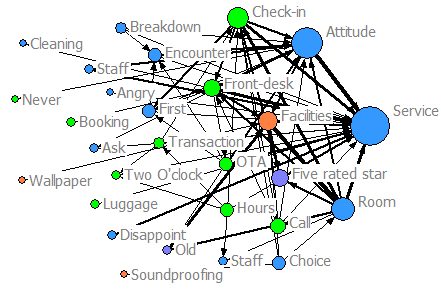 Check-in
Breakdown
Attitude
Cleaning
Encounter
Staff
Front-desk
Angry
Never
First
Service
Booking
Facilities
Transaction
Ask
OTA
Two O'clock
Five rated star
Wallpaper
Luggage
Hours
Room
Call
Disappoint
Old
Staff
Choice
Soundproofing